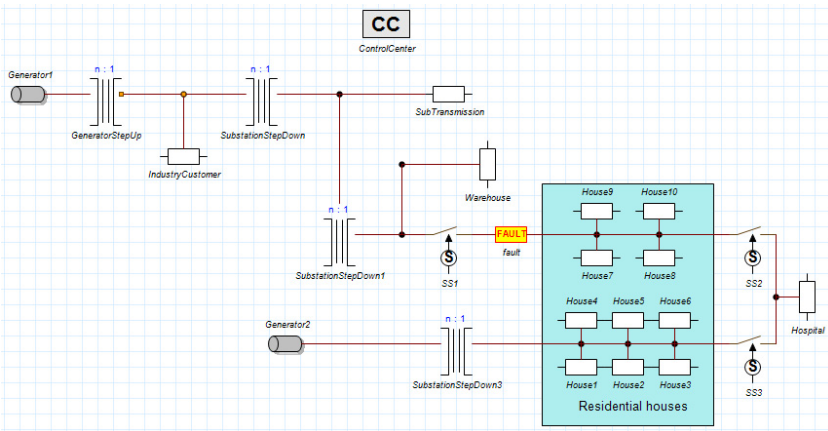 CC
ControlCenter
Generator1
n : 1
GeneratorStepUp
IndustryCustomer
n : 1
SubstationStepDown
SubTransmission
Warehouse
n : 1
SubstationStepDown1
SS1
FAULT
fault
House9
House10
House7
House8
SS2
Hospital
Generator2
n : 1
SubstationStepDown3
House4
House5
House6
House1
House2
House3
Residential houses
SS3
S
S
S